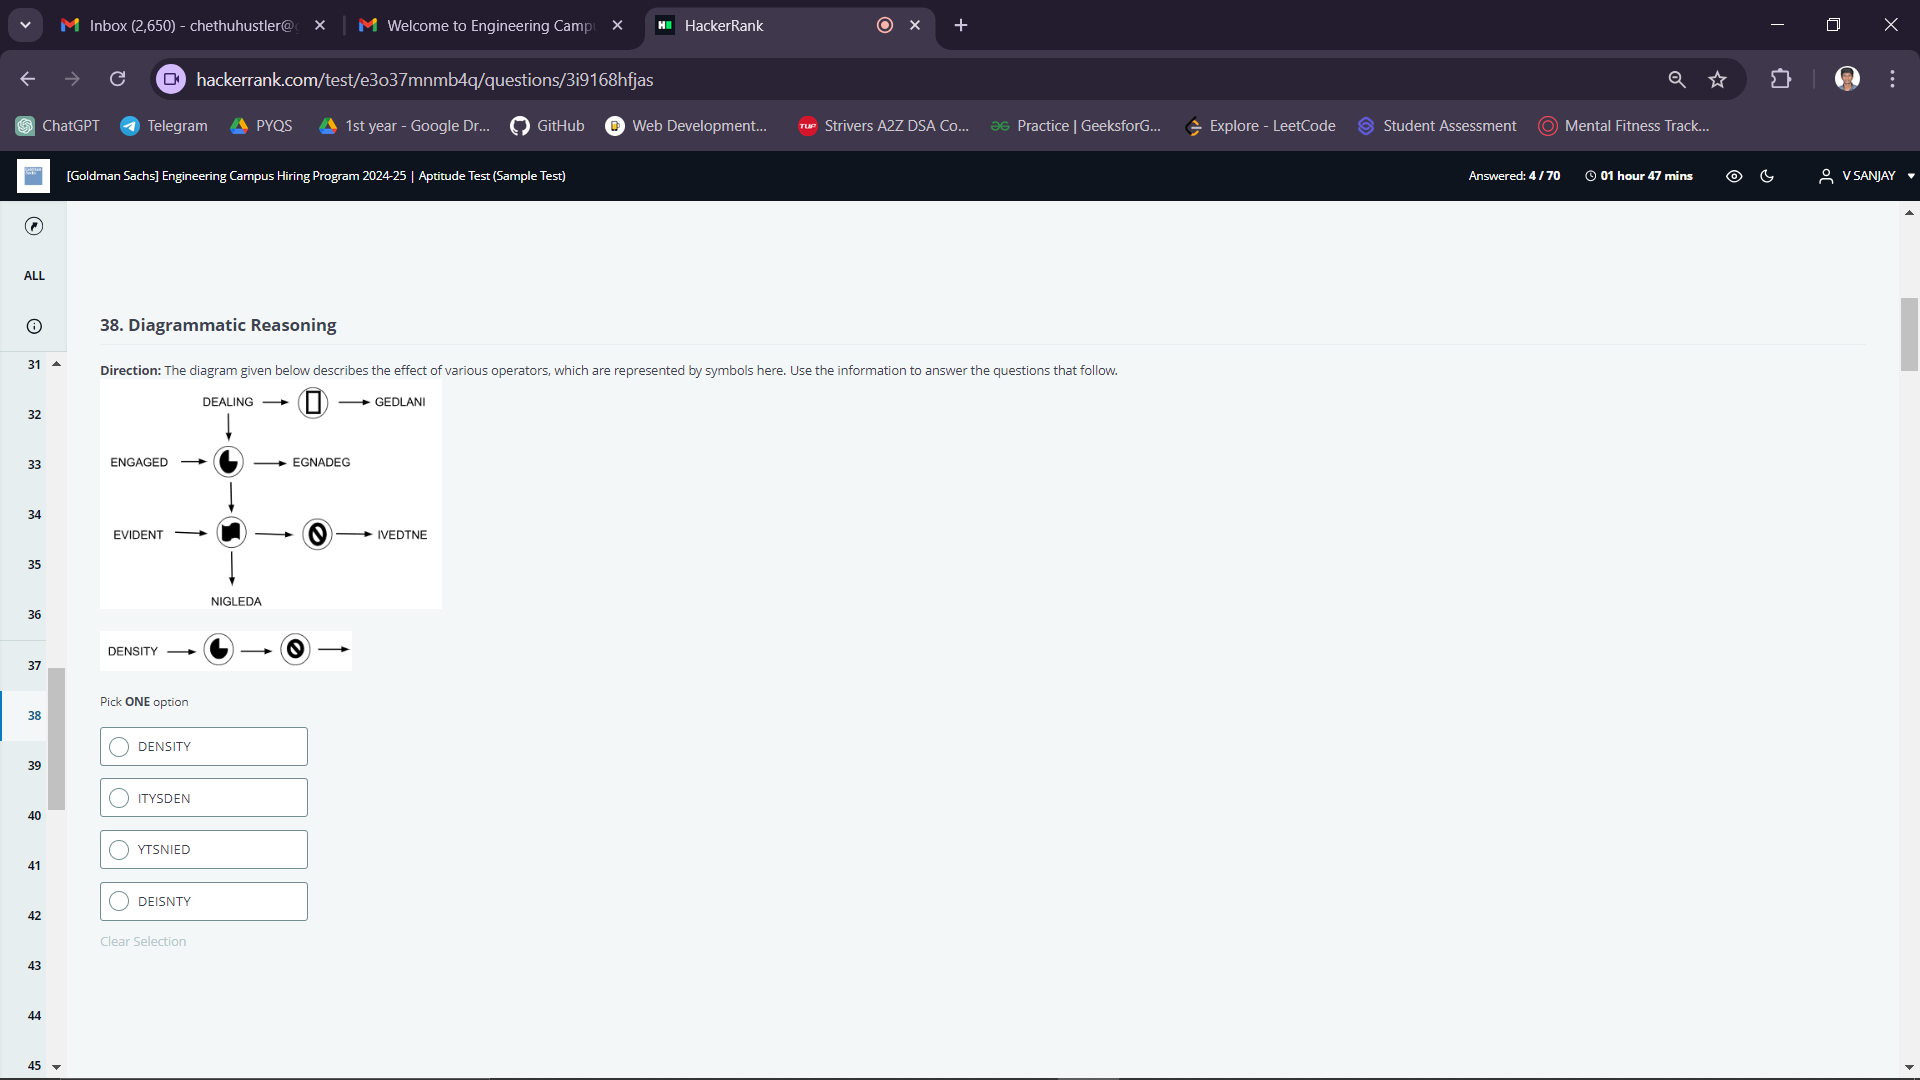 Inbox (2,650) - chethuhustler@g
Welcome to Engineering Camp
HackerRank
hackerrank.com/test/e3o37mnmb4q/questions/3i9168hfjas
ChatGPT
Telegram
PYQS
1st year - Google Dr...
GitHub
Web Development...
TUF
Strivers A2Z DSA Co...
Practice | GeeksforG...
Explore - LeetCode
Student Assessment
Mental Fitness Track...
[Goldman Sachs] Engineering Campus Hiring Program 2024-25 | Aptitude Test (Sample Test)
Answered: 4 / 70
01 hour 47 mins
V SANJAY
ALL
31
32
33
34
35
36
37
38
39
40
41
42
43
44
45
38. Diagrammatic Reasoning
Direction: The diagram given below describes the effect of various operators, which are represented by symbols here. Use the information to answer the questions that follow.
DEALING
GEDLANI
ENGAGED
EGNADEG
EVIDENT
IVEDTNE
NIGLEDA
DENSITY
Pick ONE option
DENSITY
ITYSDEN
YTSNIED
DEISNTY
Clear Selection